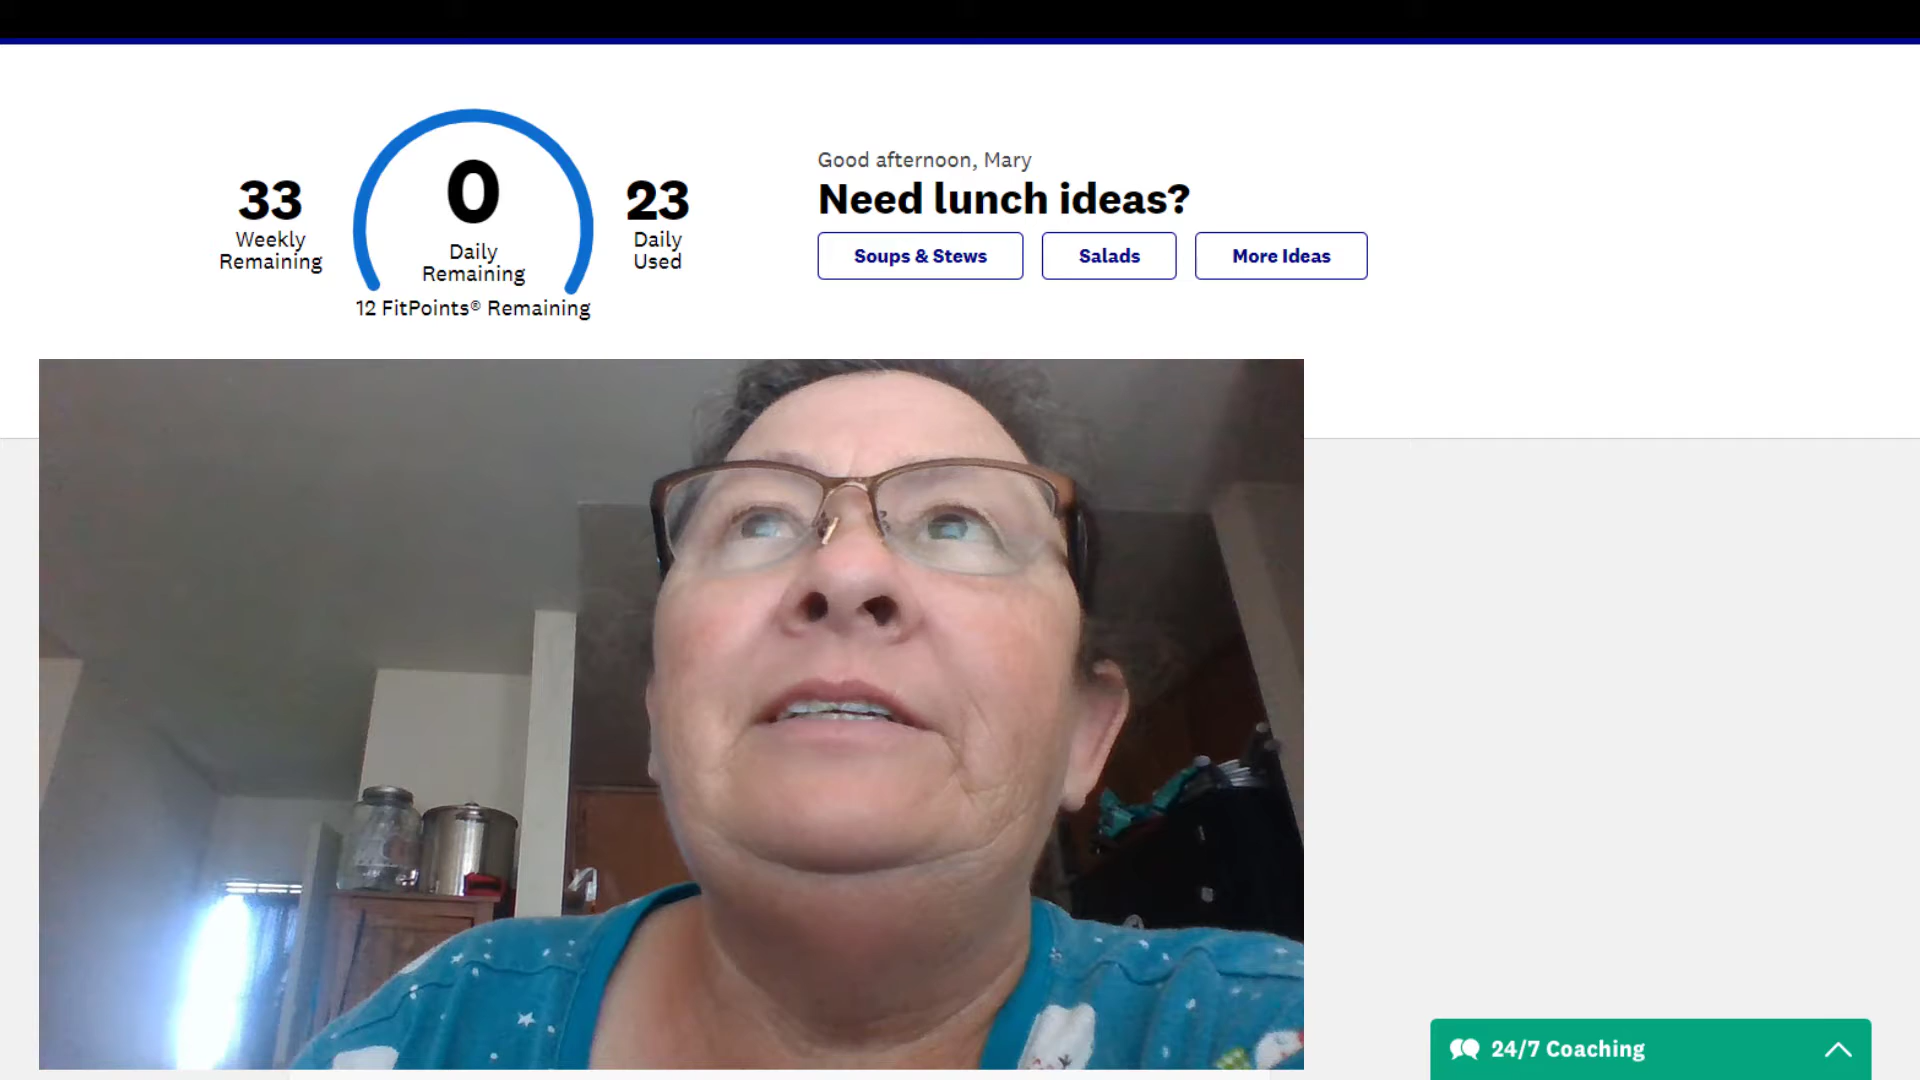 33
Weekly
Remaining
0
Daily
Remaining
23
Daily
Used
12 FitPoints® Remaining
Good afternoon, Mary
Need lunch ideas?
Soups & Stews
Salads
More Ideas
24/7 Coaching